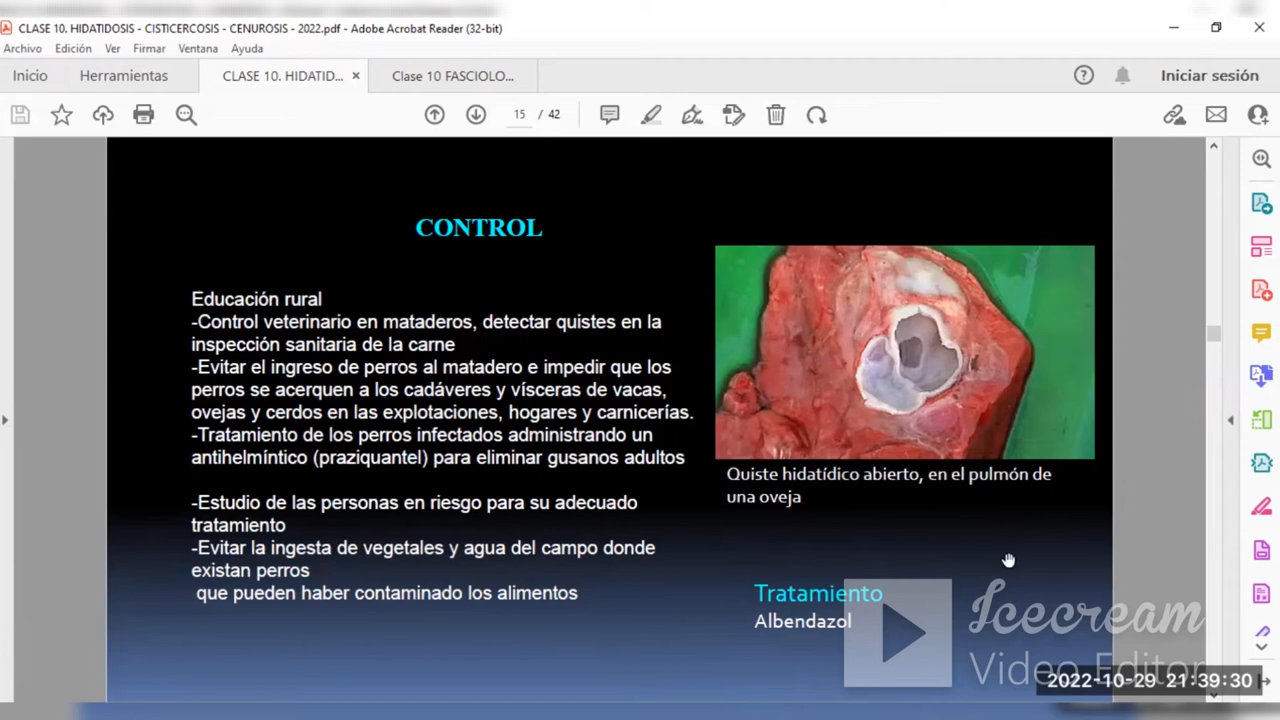 CLASE 10. HIDATIDOSIS - CISTICERCOSIS - CENUROSIS - 2022.pdf - Adobe Acrobat Reader (32-bit)
Archivo Edición Ver Firmar Ventana Ayuda
Inicio Herramientas CLASE 10. HIDATID... × Clase 10 FASCIOLO... Iniciar sesión
15 / 42
CONTROL
Educación rural
-Control veterinario en mataderos, detectar quistes en la
inspección sanitaria de la carne
-Evitar el ingreso de perros al matadero e impedir que los
perros se acerquen a los cadáveres y vísceras de vacas,
ovejas y cerdos en las explotaciones, hogares y carnicerías.
-Tratamiento de los perros infectados administrando un
antihelmíntico (praziquantel) para eliminar gusanos adultos
-Estudio de las personas en riesgo para su adecuado
tratamiento
-Evitar la ingesta de vegetales y agua del campo donde
existan perros
que pueden haber contaminado los alimentos
Quiste hidatídico abierto, en el pulmón de
una oveja
Tratamiento
Albendazol
Icecream
Video Editor
2022-10-29 21:39:30